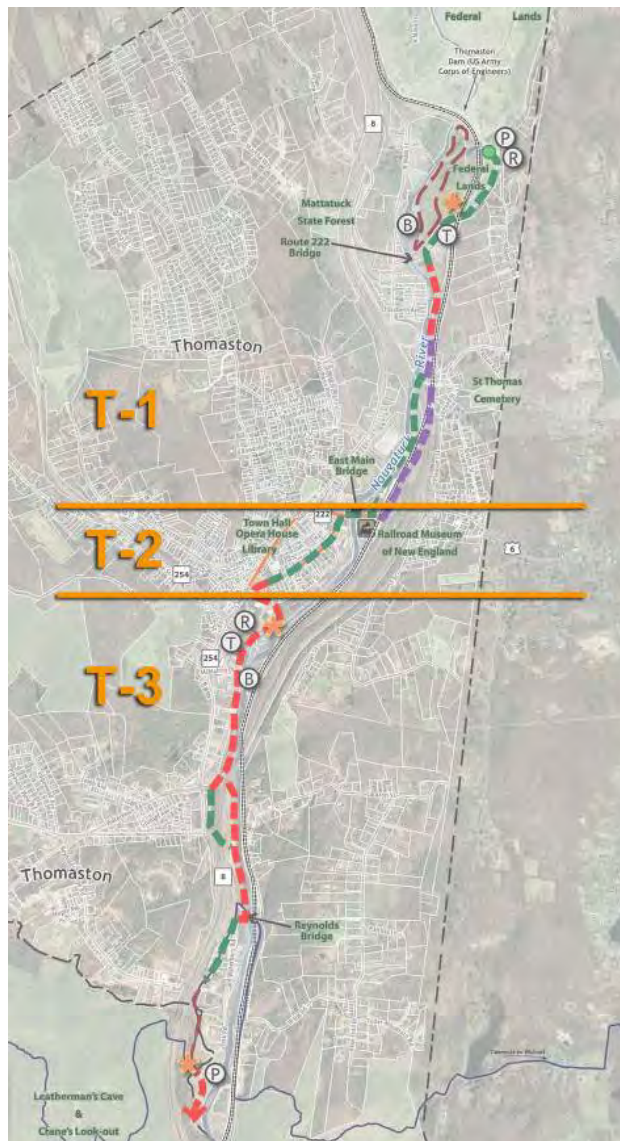 Federal Lands
Thomaston
Dam (US Army
Corps of Engineers)
8
P
R
Federal
Lands
Mattatuck
State Forest
B
T
Route 222
Bridge
Thomaston
Naugatuck River
St Thomas
Cemetery
T-1
East Main
Bridge
222
Town Hall
Opera House
Library
Railroad Museum
of New England
6
T-2
254
R
T
254
B
T-3
8
Thomaston
Reynolds
Bridge
P
Leatherman's Cave
&
Crane's Look-out